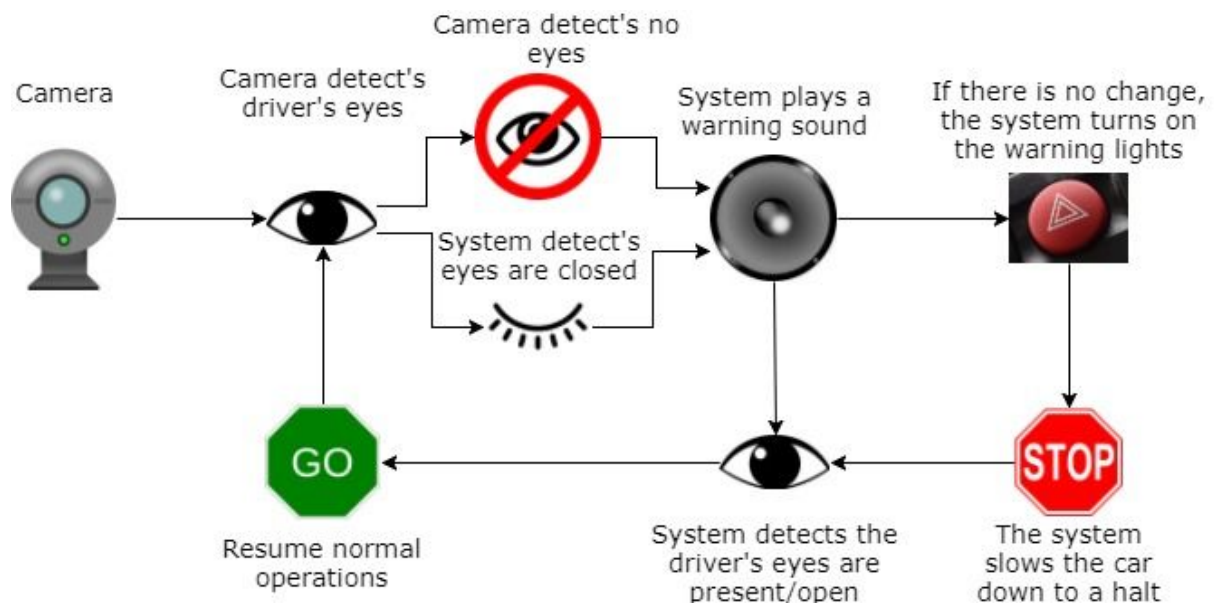 Camera
Camera detect's
driver's eyes
Camera detect's no
eyes
System detect's
eyes are closed
System plays a
warning sound
If there is no change,
the system turns on
the warning lights
GO
Resume normal
operations
System detects the
driver's eyes are
present/open
STOP
The system
slows the car
down to a halt